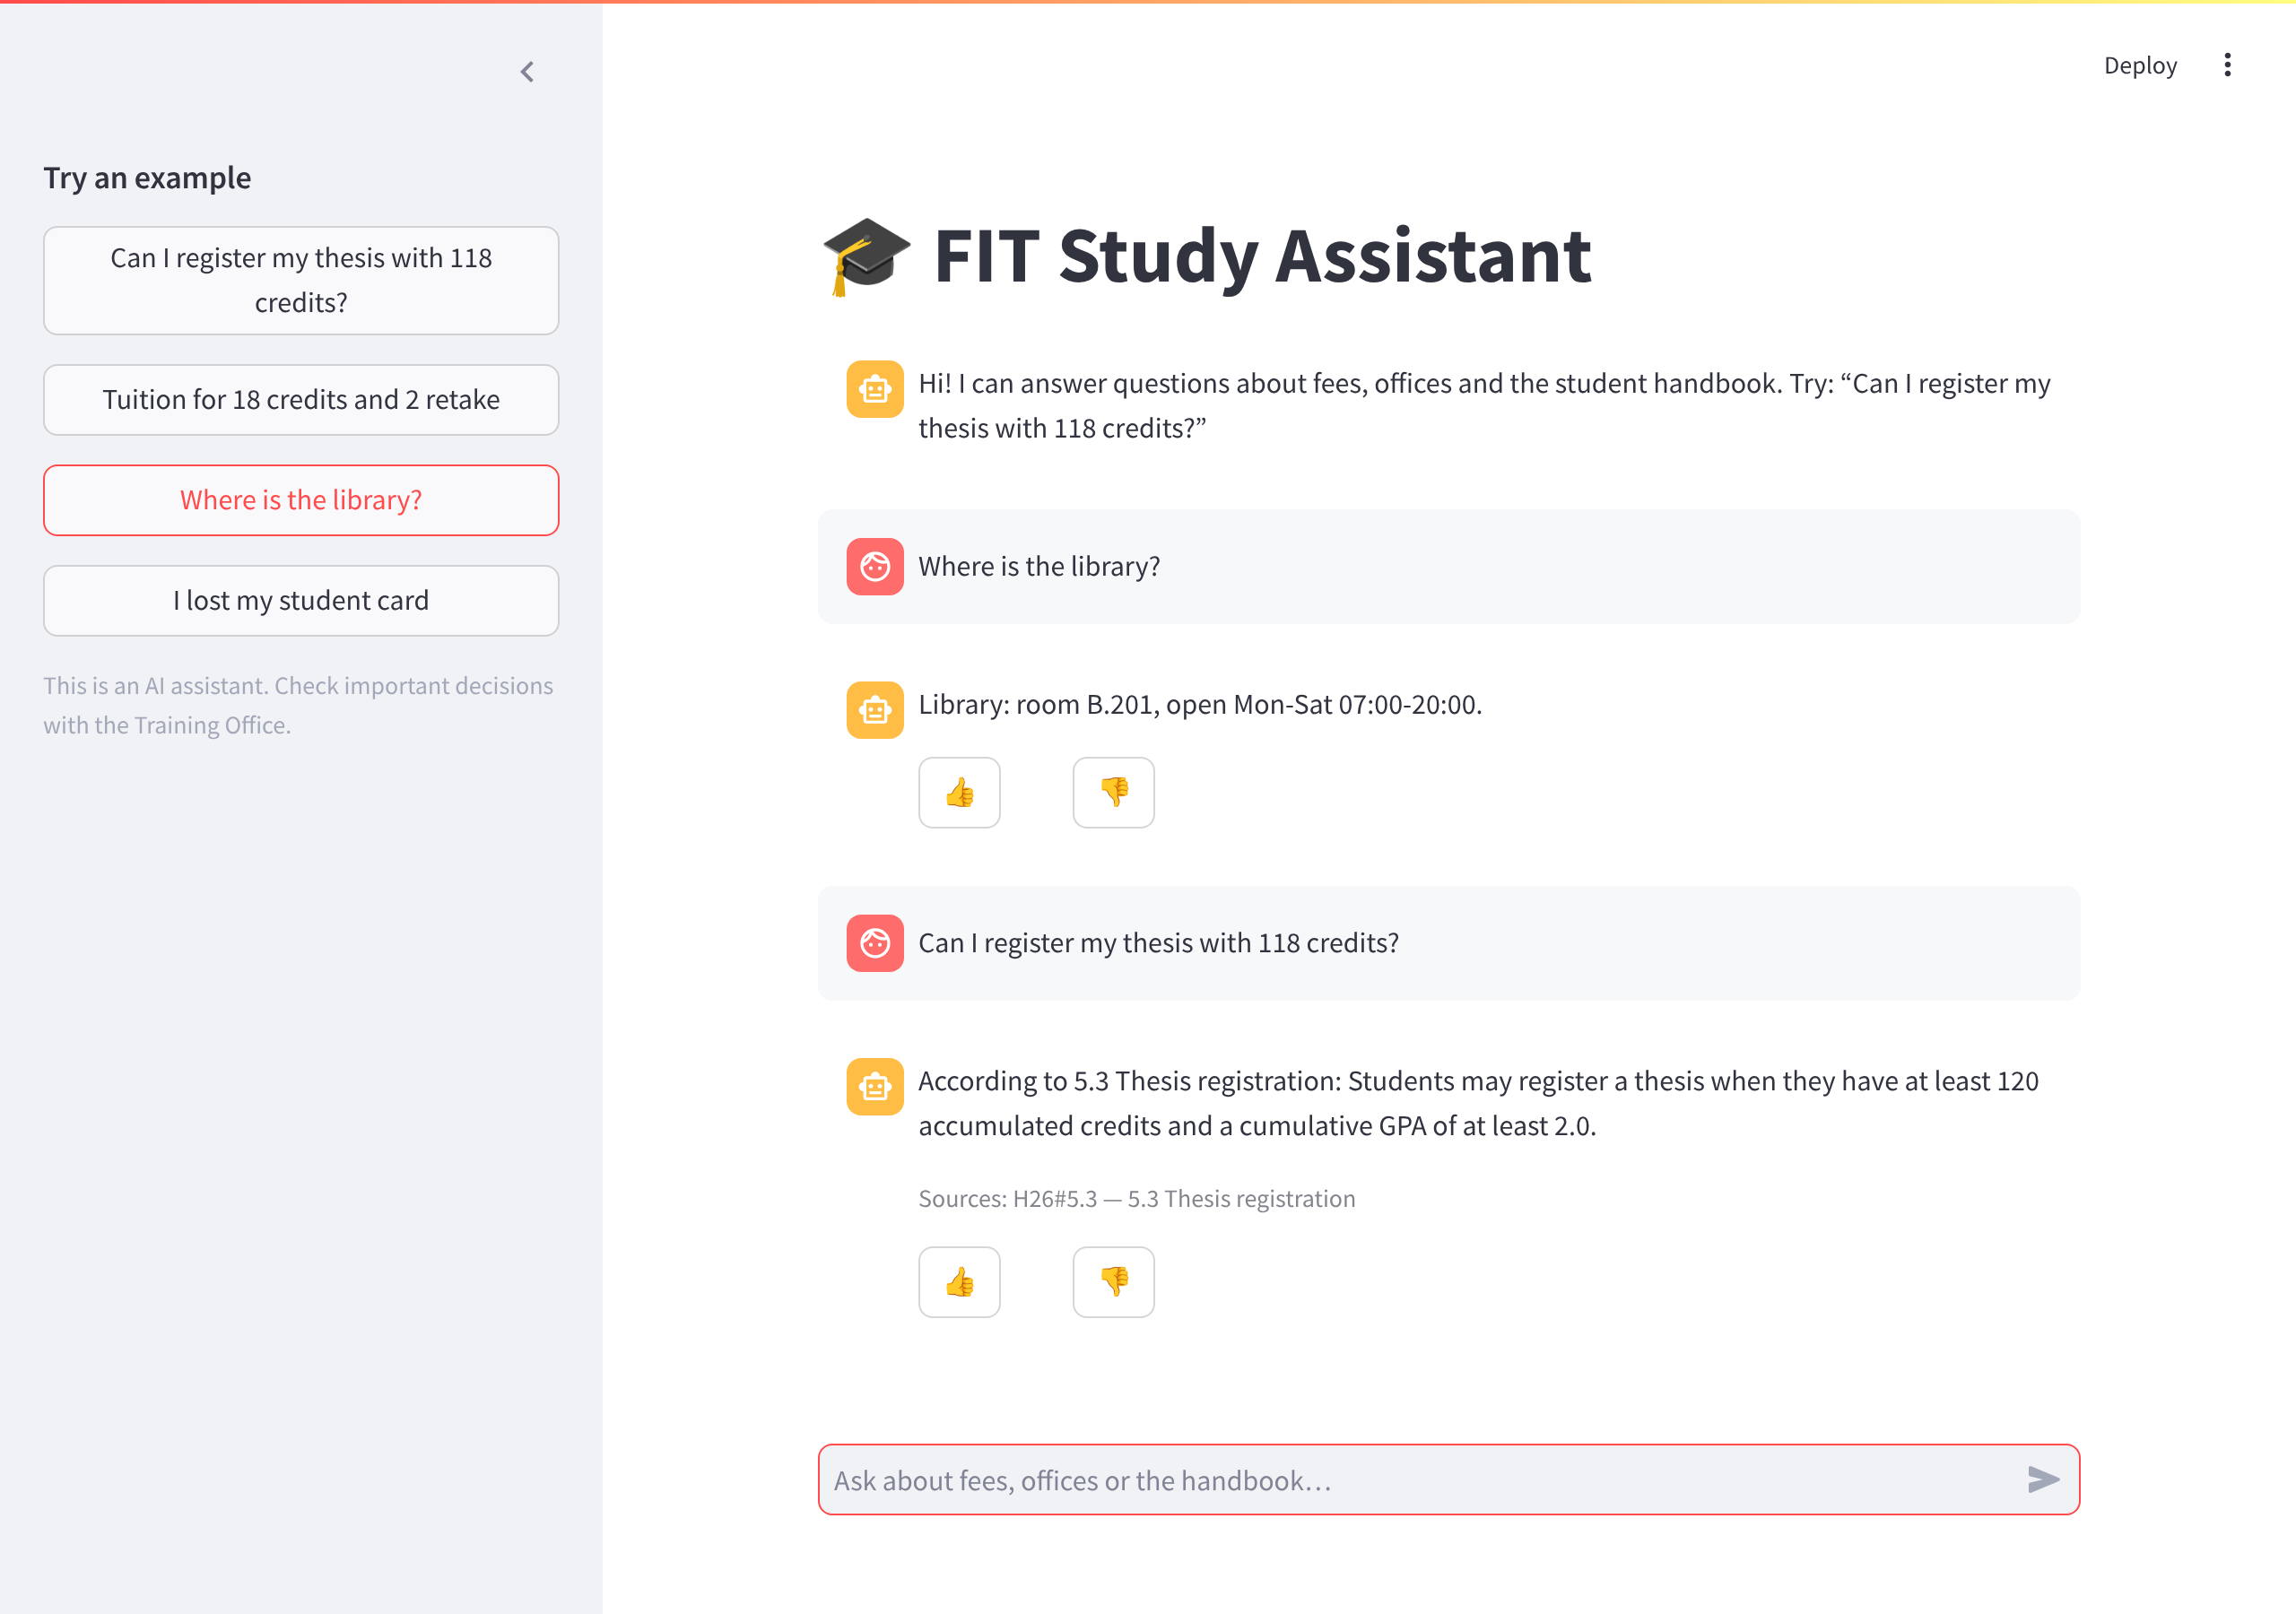 Deploy
Try an example
Can I register my thesis with 118
credits?
Tuition for 18 credits and 2 retake
Where is the library?
I lost my student card
This is an AI assistant. Check important decisions
with the Training Office.
🎓 FIT Study Assistant
Hi! I can answer questions about fees, offices and the student handbook. Try: “Can I register my
thesis with 118 credits?”
Where is the library?
Library: room B.201, open Mon-Sat 07:00-20:00.
Can I register my thesis with 118 credits?
According to 5.3 Thesis registration: Students may register a thesis when they have at least 120
accumulated credits and a cumulative GPA of at least 2.0.
Sources: H26#5.3 — 5.3 Thesis registration
Ask about fees, offices or the handbook…